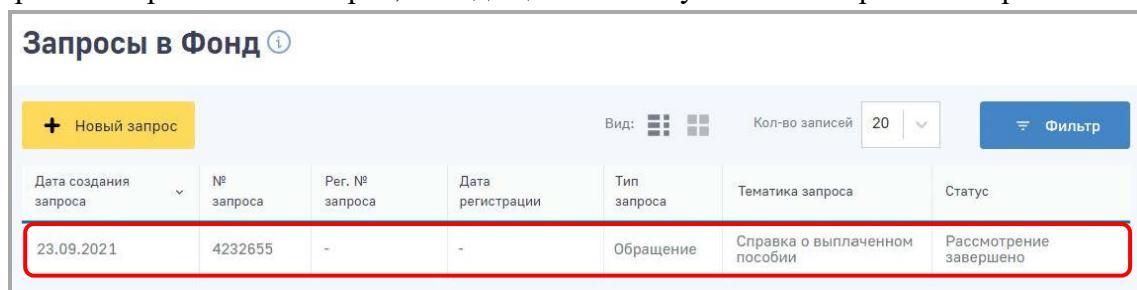 Запросы в Фонд
+ Новый запрос
Вид:
Кол-во записей 20
Фильтр
Дата создания запроса
№ запроса
Рег. № запроса
Дата регистрации
Тип запроса
Тематика запроса
Статус
23.09.2021 4232655 - - Обращение Справка о выплаченном пособии Рассмотрение завершено